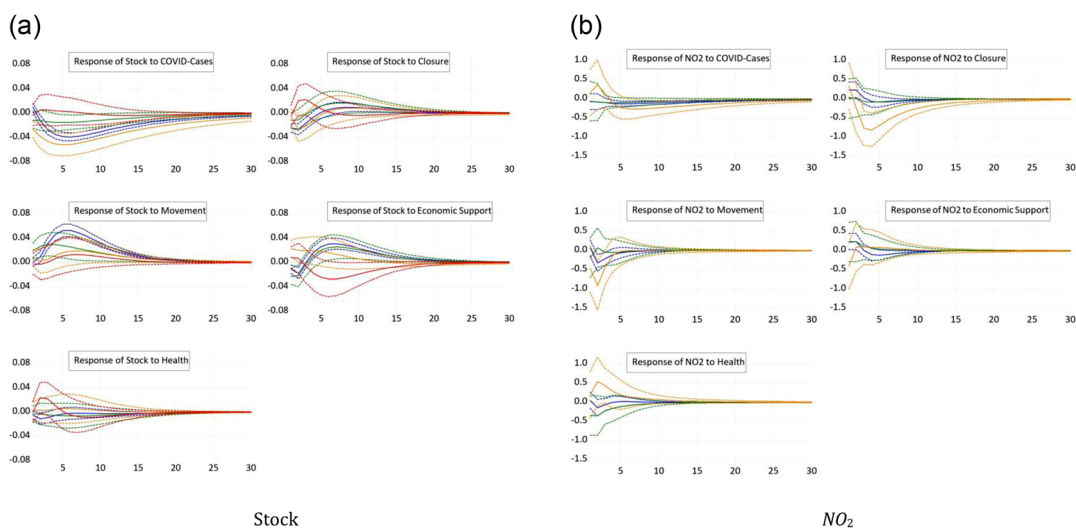 (a)
(b)
Response of Stock to COVID-Cases
0.08
0.04
0.00
-0.04
-0.08
5 10 15 20 25 30
Response of Stock to Closure
0.08
0.04
0.00
-0.04
-0.08
5 10 15 20 25 30
Response of NO2 to COVID-Cases
1.0
0.5
0.0
-0.5
-1.0
-1.5
5 10 15 20 25 30
Response of NO2 to Closure
1.0
0.5
0.0
-0.5
-1.0
-1.5
5 10 15 20 25 30
Response of Stock to Movement
0.08
0.04
0.00
-0.04
-0.08
5 10 15 20 25 30
Response of Stock to Economic Support
0.08
0.04
0.00
-0.04
-0.08
5 10 15 20 25 30
Response of NO2 to Movement
1.0
0.5
0.0
-0.5
-1.0
-1.5
5 10 15 20 25 30
Response of NO2 to Economic Support
1.0
0.5
0.0
-0.5
-1.0
-1.5
5 10 15 20 25 30
Response of Stock to Health
0.08
0.04
0.00
-0.04
-0.08
5 10 15 20 25 30
Response of NO2 to Health
1.0
0.5
0.0
-0.5
-1.0
-1.5
5 10 15 20 25 30
Stock
NO₂